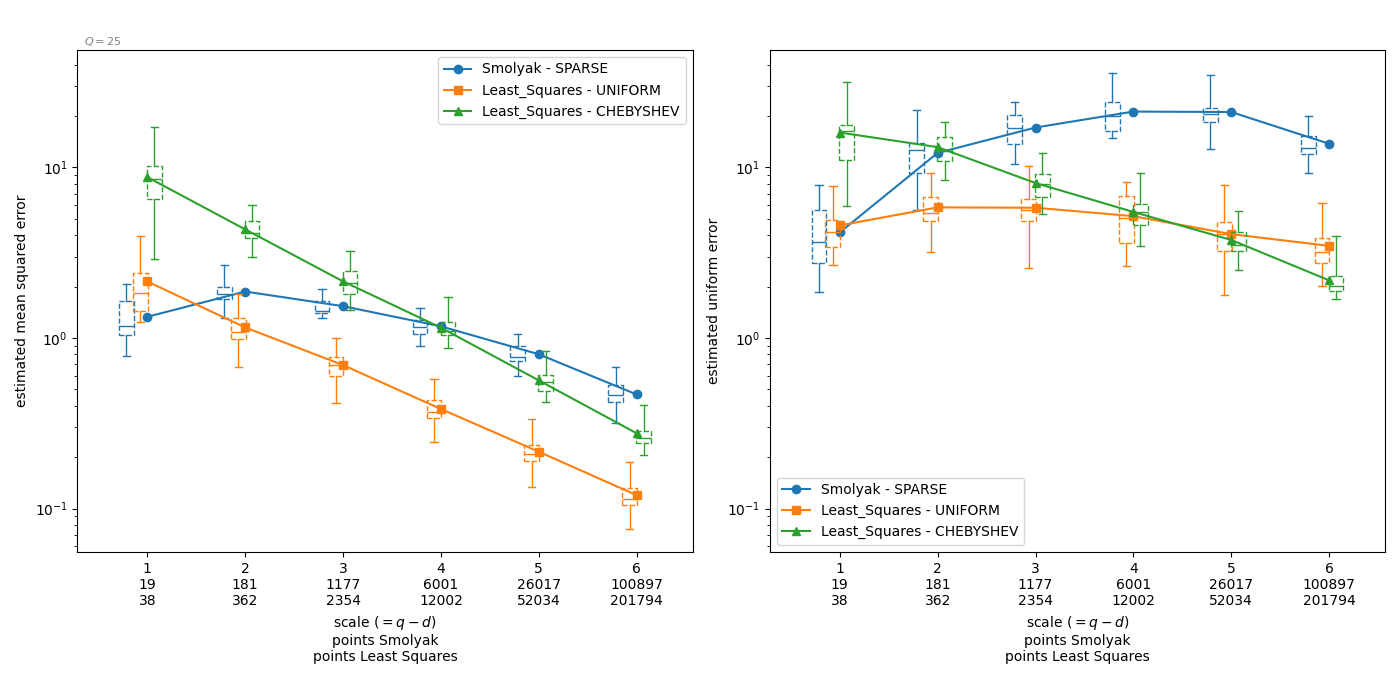 Q = 25
Smolyak - SPARSE
Least_Squares - UNIFORM
Least_Squares - CHEBYSHEV
estimated mean squared error
10¹
10⁰
10⁻¹
1 2 3 4 5 6
19 181 1177 6001 26017 100897
38 362 2354 12002 52034 201794
scale (= q − d)
points Smolyak
points Least Squares
estimated uniform error
10¹
10⁰
10⁻¹
Smolyak - SPARSE
Least_Squares - UNIFORM
Least_Squares - CHEBYSHEV
1 2 3 4 5 6
19 181 1177 6001 26017 100897
38 362 2354 12002 52034 201794
scale (= q − d)
points Smolyak
points Least Squares